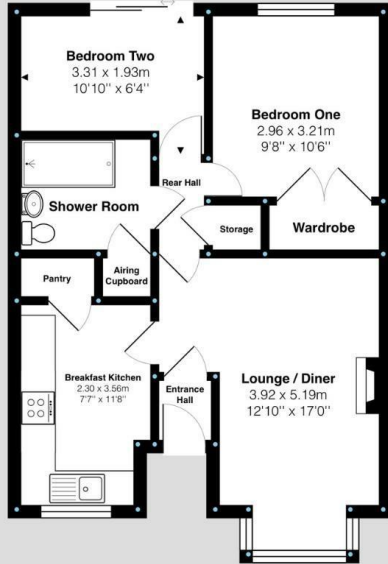 Bedroom Two
3.31 x 1.93m
10'10'' x 6'4''
Bedroom One
2.96 x 3.21m
9'8'' x 10'6''
Rear Hall
Shower Room
Storage
Wardrobe
Pantry
Airing
Cupboard
Breakfast Kitchen
2.30 x 3.56m
7'7'' x 11'8''
Entrance
Hall
Lounge / Diner
3.92 x 5.19m
12'10'' x 17'0''